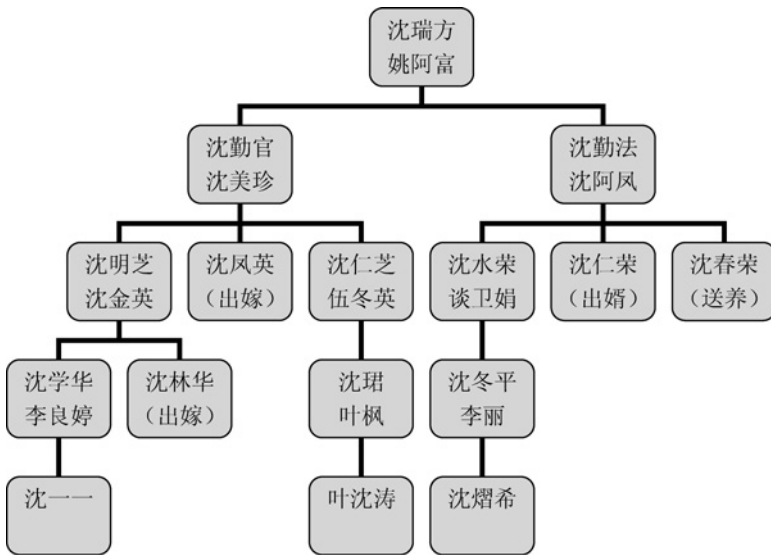 沈瑞方
姚阿富
沈勤官
沈美珍
沈勤法
沈阿凤
沈明芝
沈金英
沈凤英
（出嫁）
沈仁芝
伍冬英
沈水荣
谈卫娟
沈仁荣
（出婿）
沈春荣
（送养）
沈学华
李良婷
沈林华
（出嫁）
沈珺
叶枫
沈冬平
李丽
沈一一
叶沈涛
沈熠希